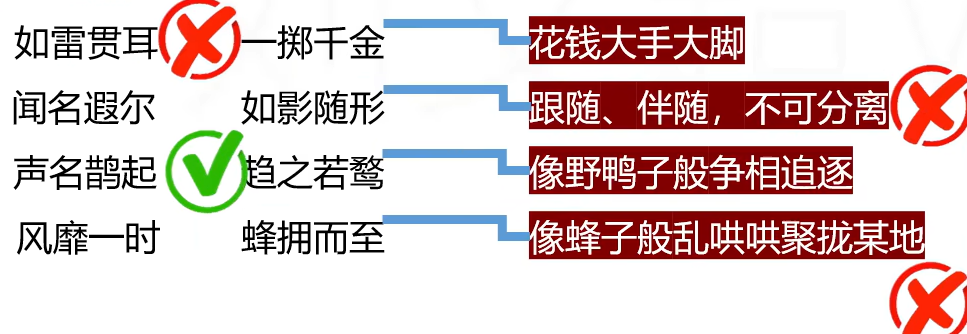 如雷贯耳 一掷千金 花钱大手大脚
闻名遐尔 如影随形 跟随、伴随，不可分离
声名鹊起 趋之若鹜 像野鸭子般争相追逐
风靡一时 蜂拥而至 像蜂子般乱哄哄聚拢某地